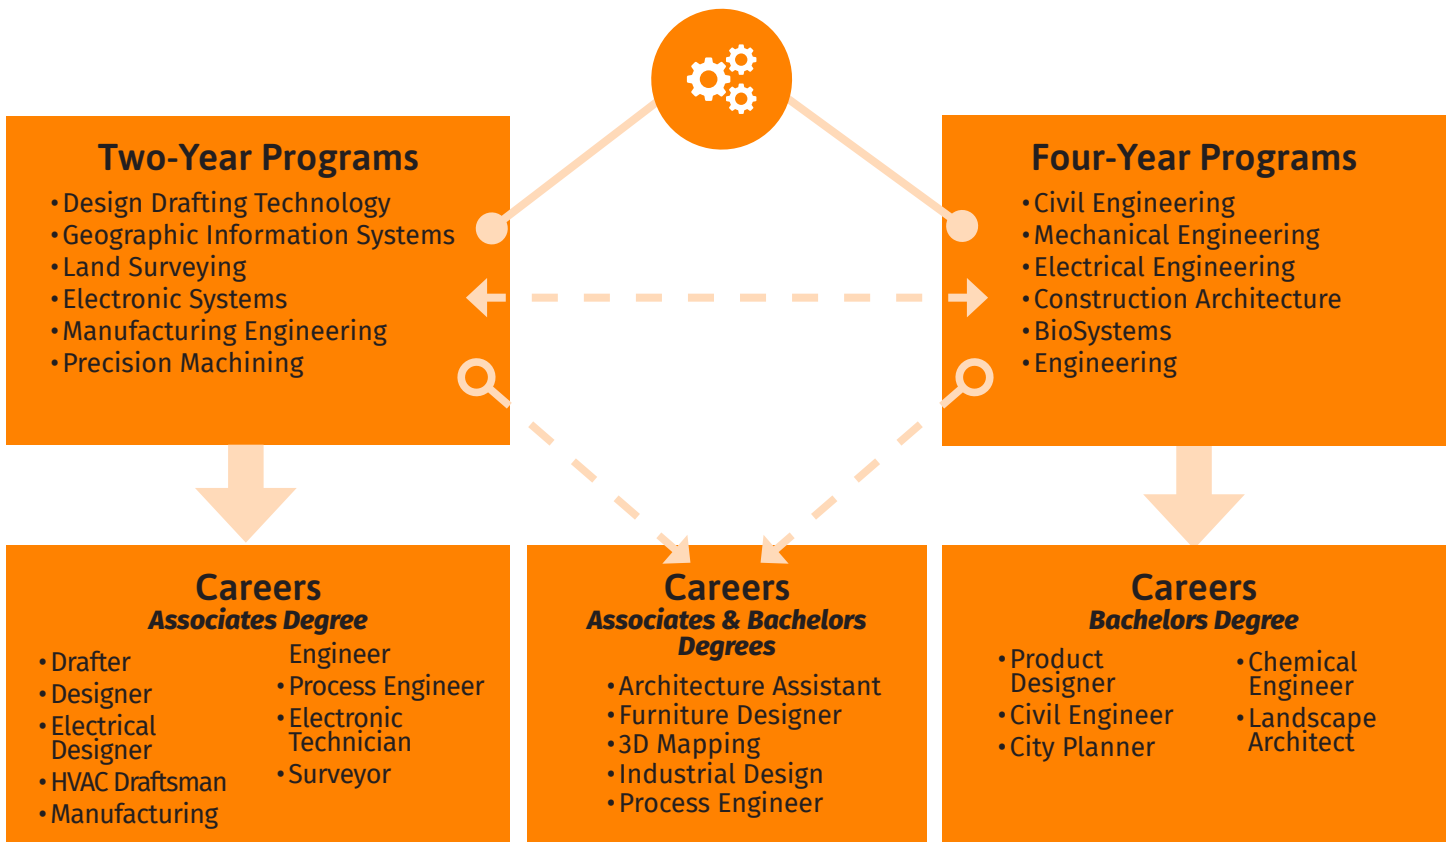 Two-Year Programs
•Design Drafting Technology
•Geographic Information Systems
•Land Surveying
•Electronic Systems
•Manufacturing Engineering
•Precision Machining
Four-Year Programs
•Civil Engineering
•Mechanical Engineering
•Electrical Engineering
•Construction Architecture
•BioSystems
•Engineering
Careers
Associates Degree
•Drafter
•Designer
•Electrical
Designer
•HVAC Draftsman
•Manufacturing
Engineer
•Process Engineer
•Electronic
Technician
•Surveyor
Careers
Associates & Bachelors
Degrees
•Architecture Assistant
•Furniture Designer
•3D Mapping
•Industrial Design
•Process Engineer
Careers
Bachelors Degree
•Product
Designer
•Civil Engineer
•City Planner
•Chemical
Engineer
•Landscape
Architect